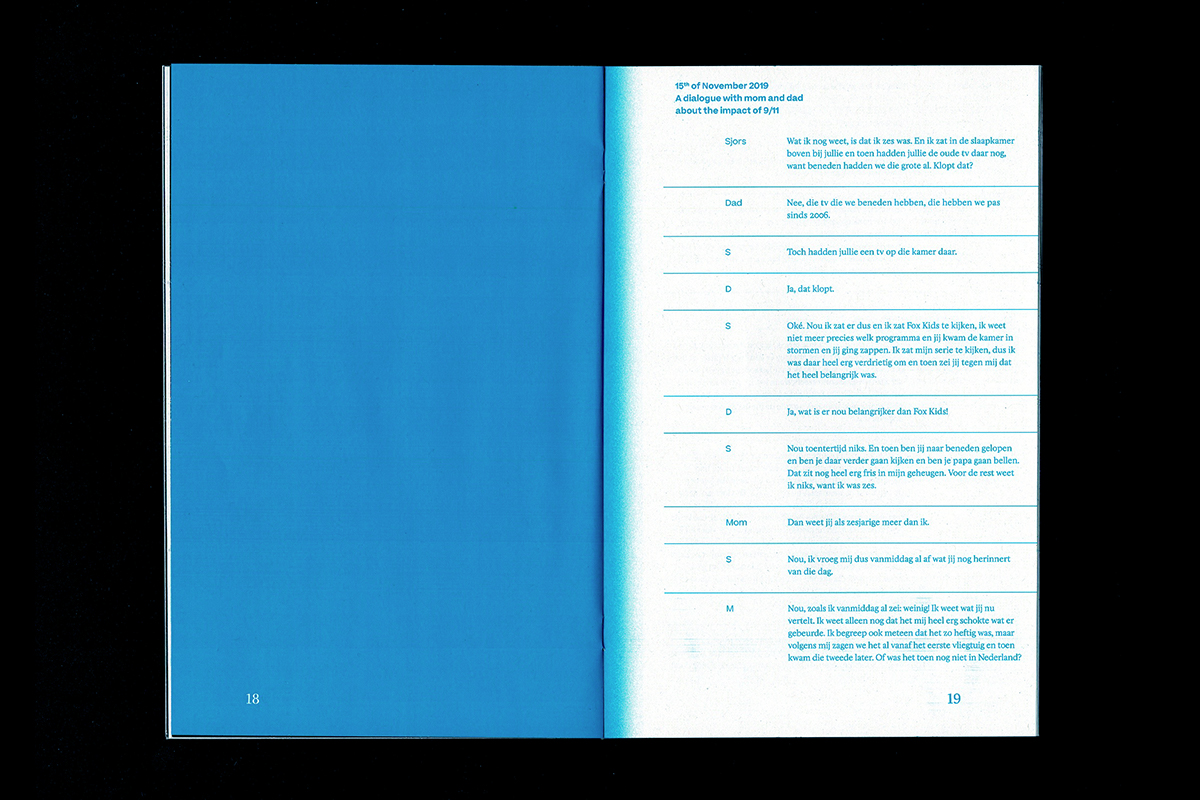 15th of November 2019
A dialogue with mom and dad
about the impact of 9/11
Sjors
Wat ik nog weet, is dat ik zes was. En ik zat in de slaapkamer
boven bij jullie en toen hadden jullie de oude tv daar nog,
want beneden hadden we die grote al. Klopt dat?
Dad
Nee, die tv die we beneden hebben, die hebben we pas
sinds 2006.
S
Toch hadden jullie een tv op die kamer daar.
D
Ja, dat klopt.
S
Oké. Nou ik zat er dus en ik zat Fox Kids te kijken, ik weet
niet meer precies welk programma en jij kwam de kamer in
stormen en jij ging zappen. Ik zat mijn serie te kijken, dus ik
was daar heel erg verdrietig om en toen zei jij tegen mij dat
het heel belangrijk was.
D
Ja, wat is er nou belangrijker dan Fox Kids!
S
Nou toentertijd niks. En toen ben jij naar beneden gelopen
en ben je daar verder gaan kijken en ben je papa gaan bellen.
Dat zit nog heel erg fris in mijn geheugen. Voor de rest weet
ik niks, want ik was zes.
Mom
Dan weet jij als zesjarige meer dan ik.
S
Nou, ik vroeg mij dus vanmiddag al af wat jij nog herinnert
van die dag.
M
Nou, zoals ik vanmiddag al zei: weinig! Ik weet wat jij nu
vertelt. Ik weet alleen nog dat het mij heel erg schokte wat er
gebeurde. Ik begreep ook meteen dat het zo heftig was, maar
volgens mij zagen we het al vanaf het eerste vliegtuig en toen
kwam die tweede later. Of was het toen nog niet in Nederland?
18
19